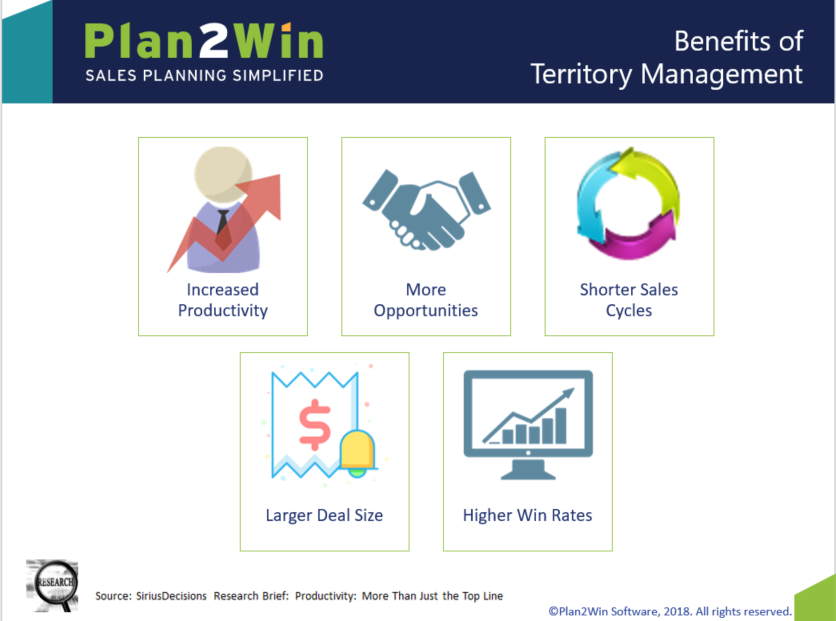 Plan2Win
SALES PLANNING SIMPLIFIED
Benefits of
Territory Management
Increased
Productivity
More
Opportunities
Shorter Sales
Cycles
$
Larger Deal Size
Higher Win Rates
RESEARCH
Source: SiriusDecisions Research Brief: Productivity: More Than Just the Top Line
©Plan2Win Software, 2018. All rights reserved.